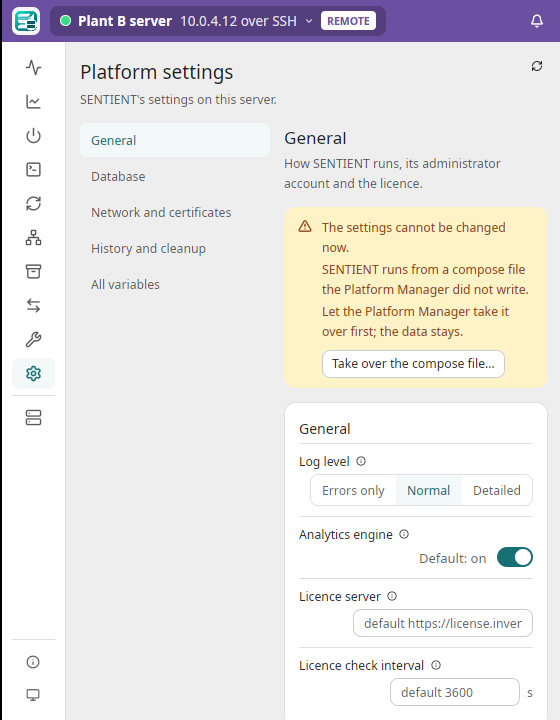 Plant B server 10.0.4.12 over SSH REMOTE
Platform settings
SENTIENT's settings on this server.
General
Database
Network and certificates
History and cleanup
All variables
General
How SENTIENT runs, its administrator
account and the licence.
The settings cannot be changed
now.
SENTIENT runs from a compose file
the Platform Manager did not write.
Let the Platform Manager take it
over first; the data stays.
Take over the compose file...
General
Log level
Errors only Normal Detailed
Analytics engine
Default: on
Licence server
default https://license.inver
Licence check interval
default 3600 s